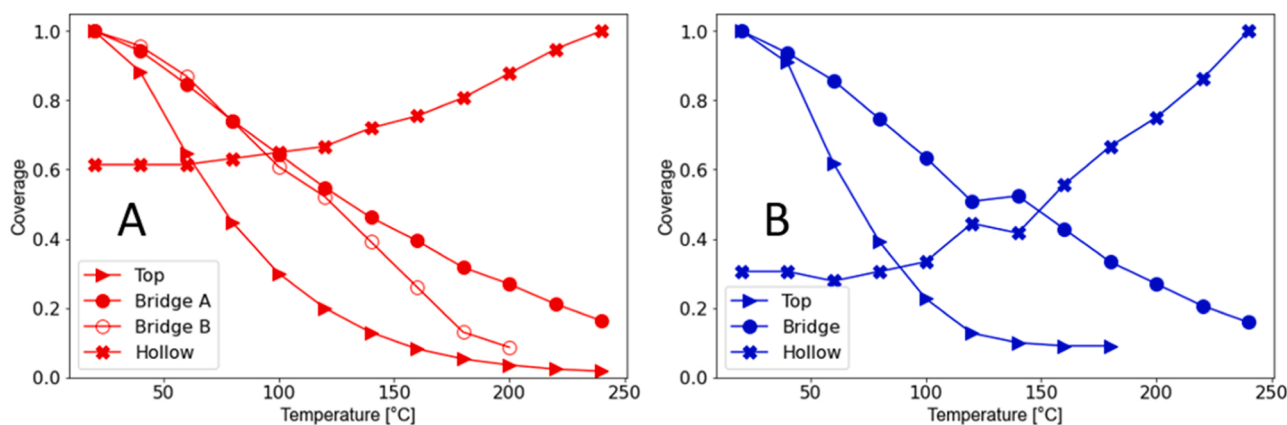 1.0
0.8
0.6
0.4
0.2
0.0
Coverage
A
Top
Bridge A
Bridge B
Hollow
50 100 150 200 250
Temperature [°C]
1.0
0.8
0.6
0.4
0.2
0.0
Coverage
B
Top
Bridge
Hollow
50 100 150 200 250
Temperature [°C]